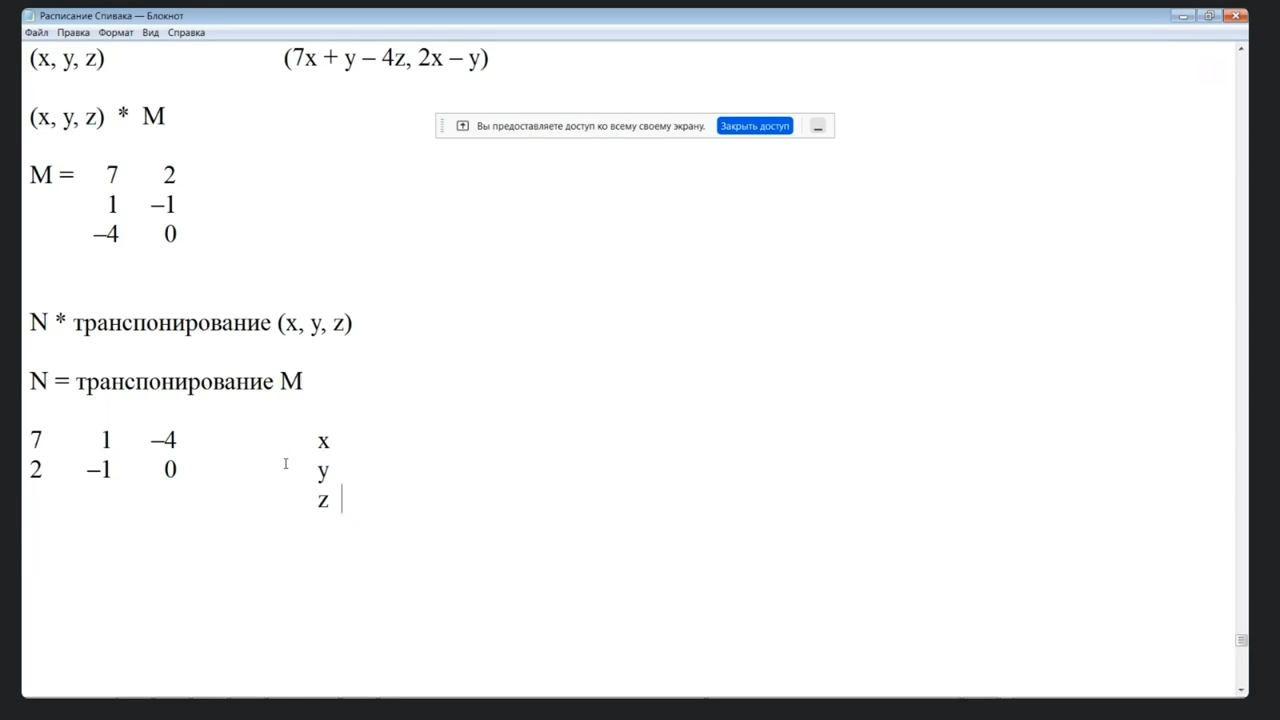 Расписание Спивака — Блокнот
Файл Правка Формат Вид Справка
(x, y, z) (7x + y – 4z, 2x – y)
(x, y, z) * M
Вы предоставляете доступ ко всему своему экрану. Закрыть доступ
M = 7 2
1 –1
–4 0
N * транспонирование (x, y, z)
N = транспонирование M
7 1 –4 x
2 –1 0 y
z